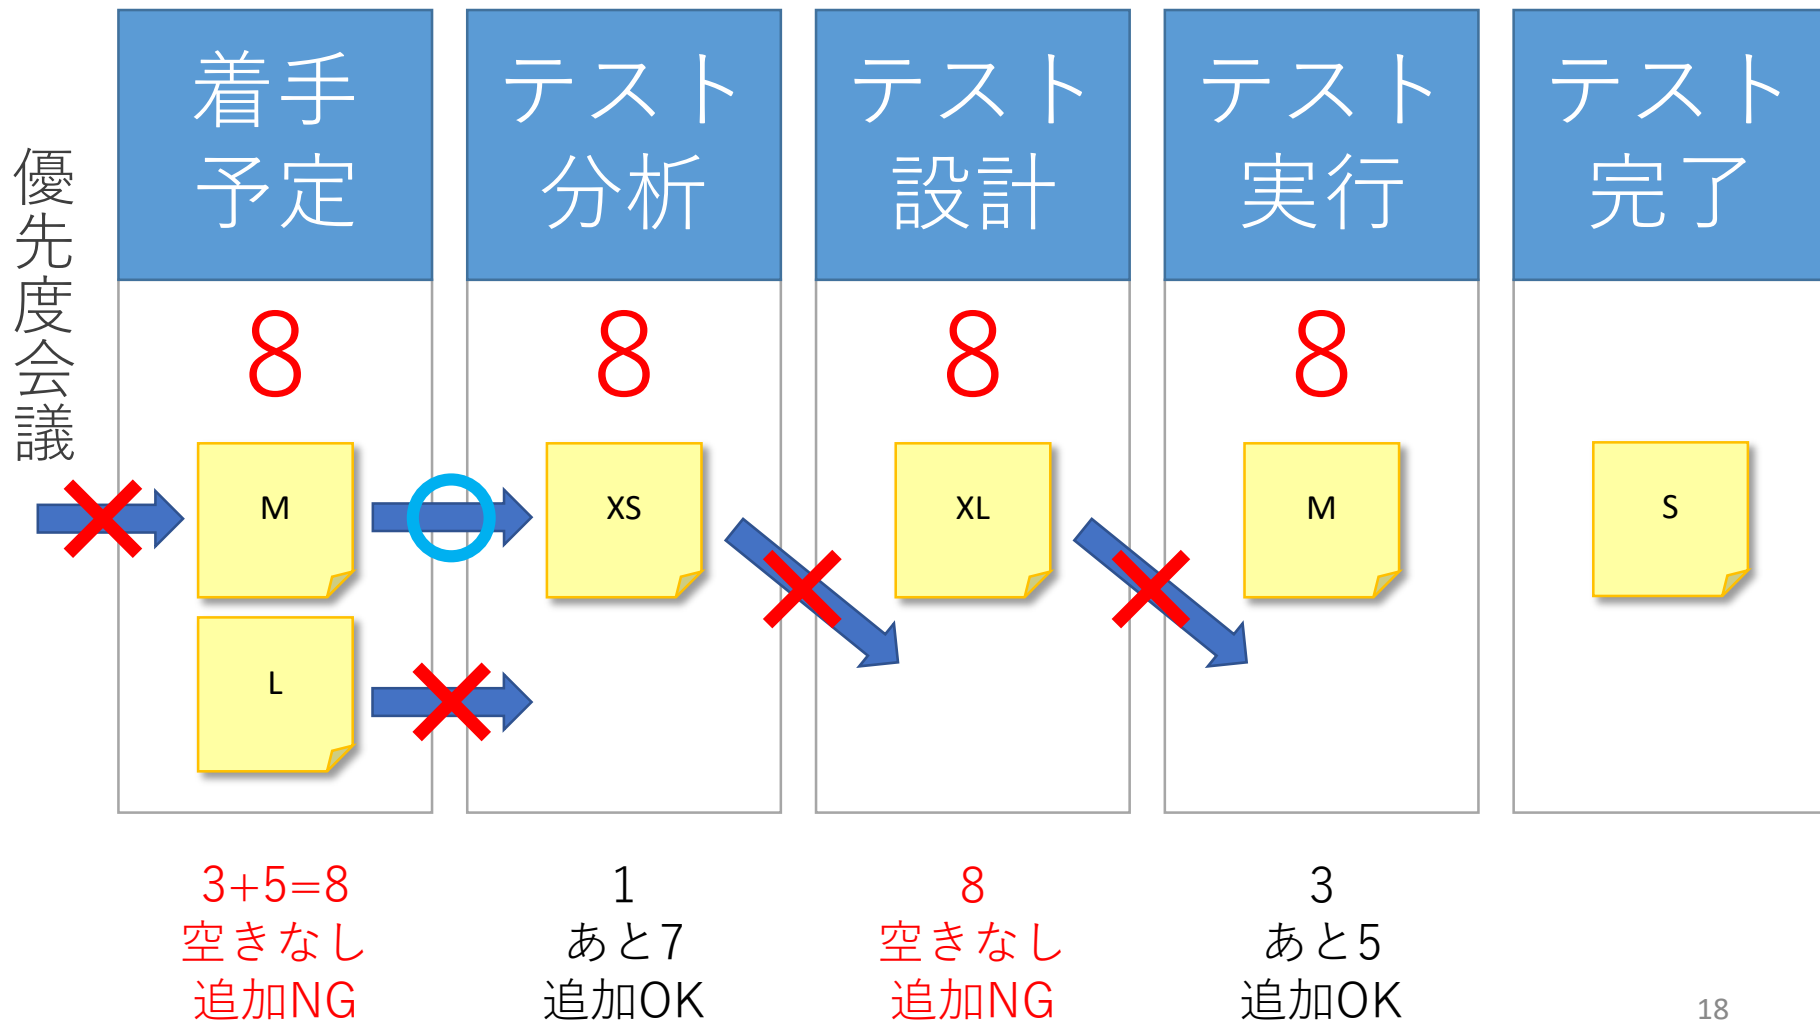 優先度会議
着手
予定
テスト
分析
テスト
設計
テスト
実行
テスト
完了
8
8
8
8
M
XS
XL
M
S
L
3+5=8
空きなし
追加NG
1
あと7
追加OK
8
空きなし
追加NG
3
あと5
追加OK
18